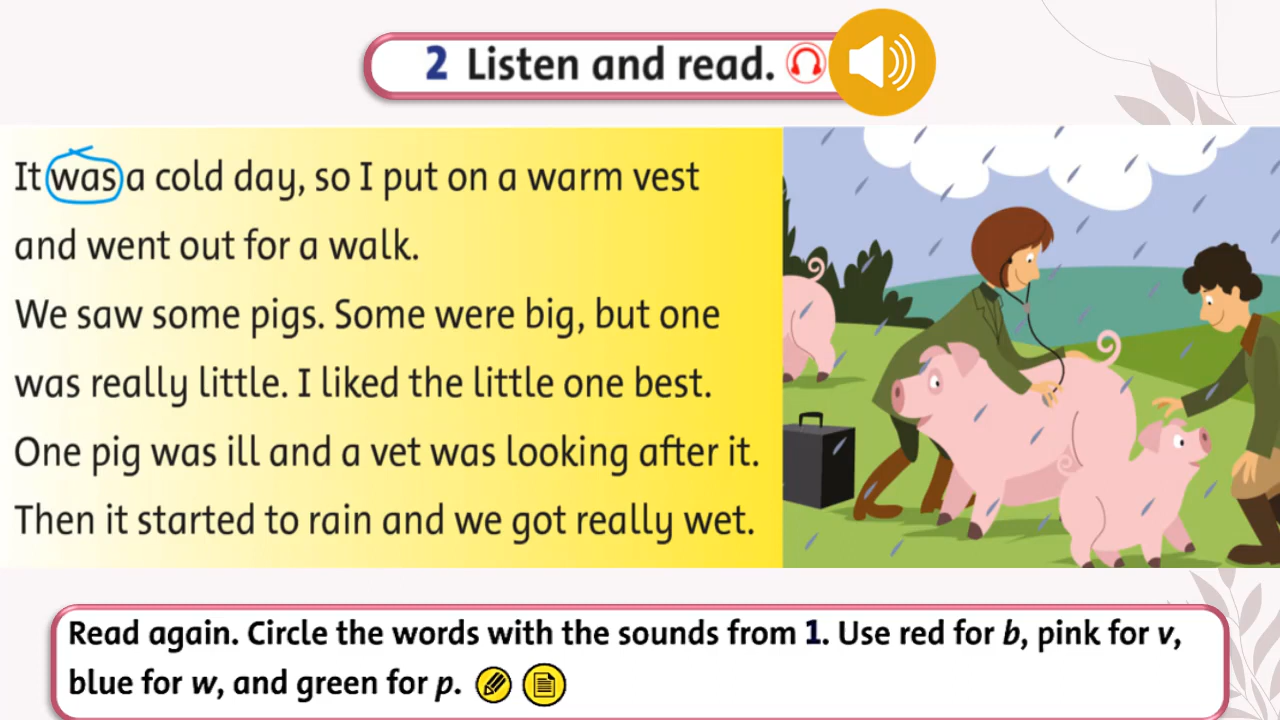 2 Listen and read.
It was a cold day, so I put on a warm vest
and went out for a walk.
We saw some pigs. Some were big, but one
was really little. I liked the little one best.
One pig was ill and a vet was looking after it.
Then it started to rain and we got really wet.
Read again. Circle the words with the sounds from 1. Use red for b, pink for v,
blue for w, and green for p.